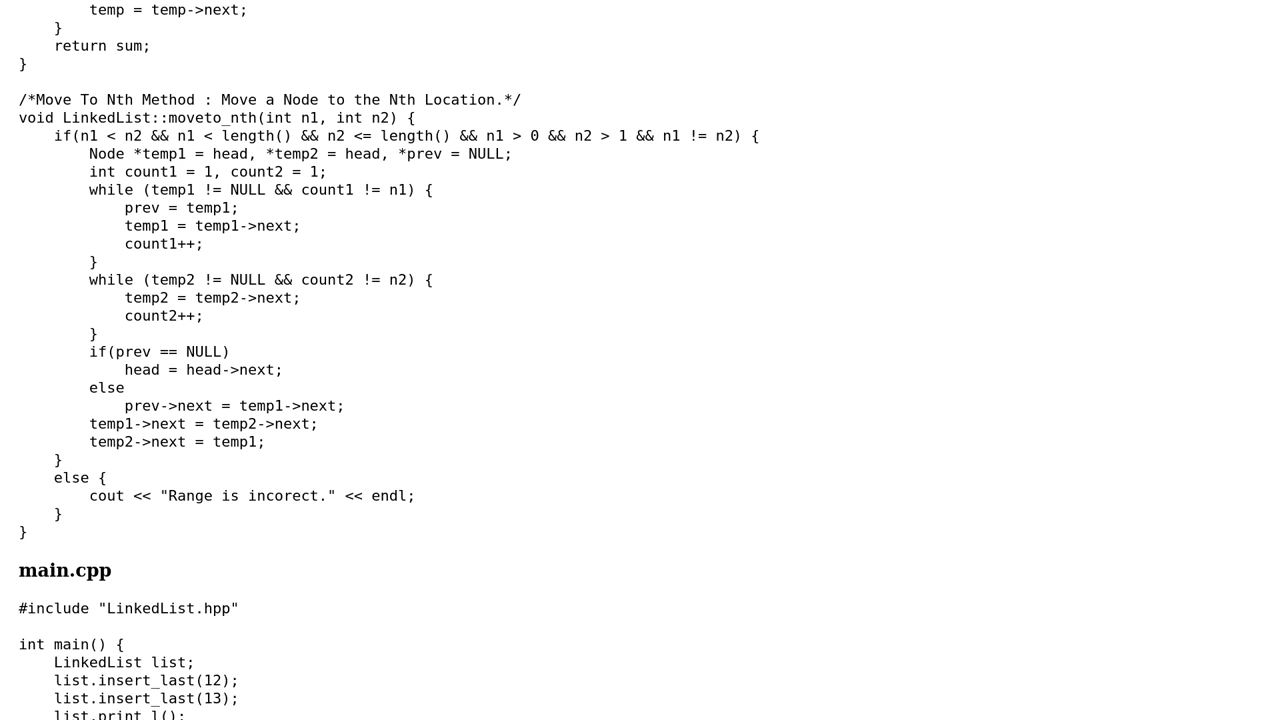 temp = temp->next;
}
return sum;
}
/*Move To Nth Method : Move a Node to the Nth Location.*/
void LinkedList::moveto_nth(int n1, int n2) {
if(n1 < n2 && n1 < length() && n2 <= length() && n1 > 0 && n2 > 1 && n1 != n2) {
Node *temp1 = head, *temp2 = head, *prev = NULL;
int count1 = 1, count2 = 1;
while (temp1 != NULL && count1 != n1) {
prev = temp1;
temp1 = temp1->next;
count1++;
}
while (temp2 != NULL && count2 != n2) {
temp2 = temp2->next;
count2++;
}
if(prev == NULL)
head = head->next;
else
prev->next = temp1->next;
temp1->next = temp2->next;
temp2->next = temp1;
}
else {
cout << "Range is incorect." << endl;
}
}
main.cpp
#include "LinkedList.hpp"
int main() {
LinkedList list;
list.insert_last(12);
list.insert_last(13);
list.print_l();